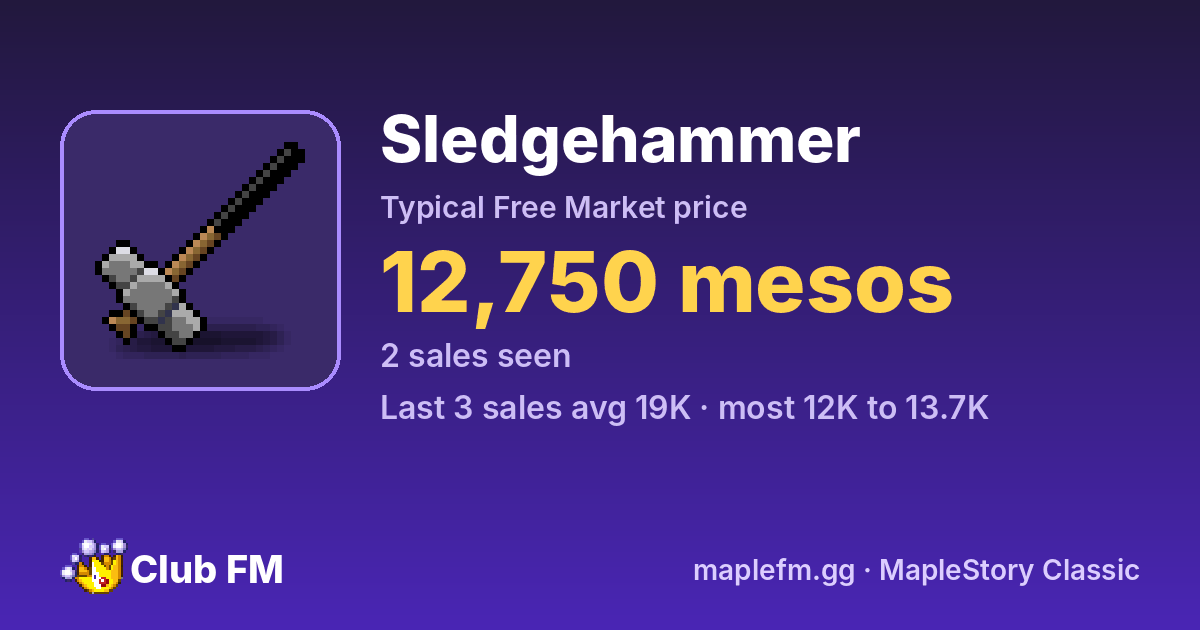 Sledgehammer
Typical Free Market price
12,750 mesos
2 sales seen
Last 3 sales avg 19K · most 12K to 13.7K
Club FM
maplefm.gg · MapleStory Classic